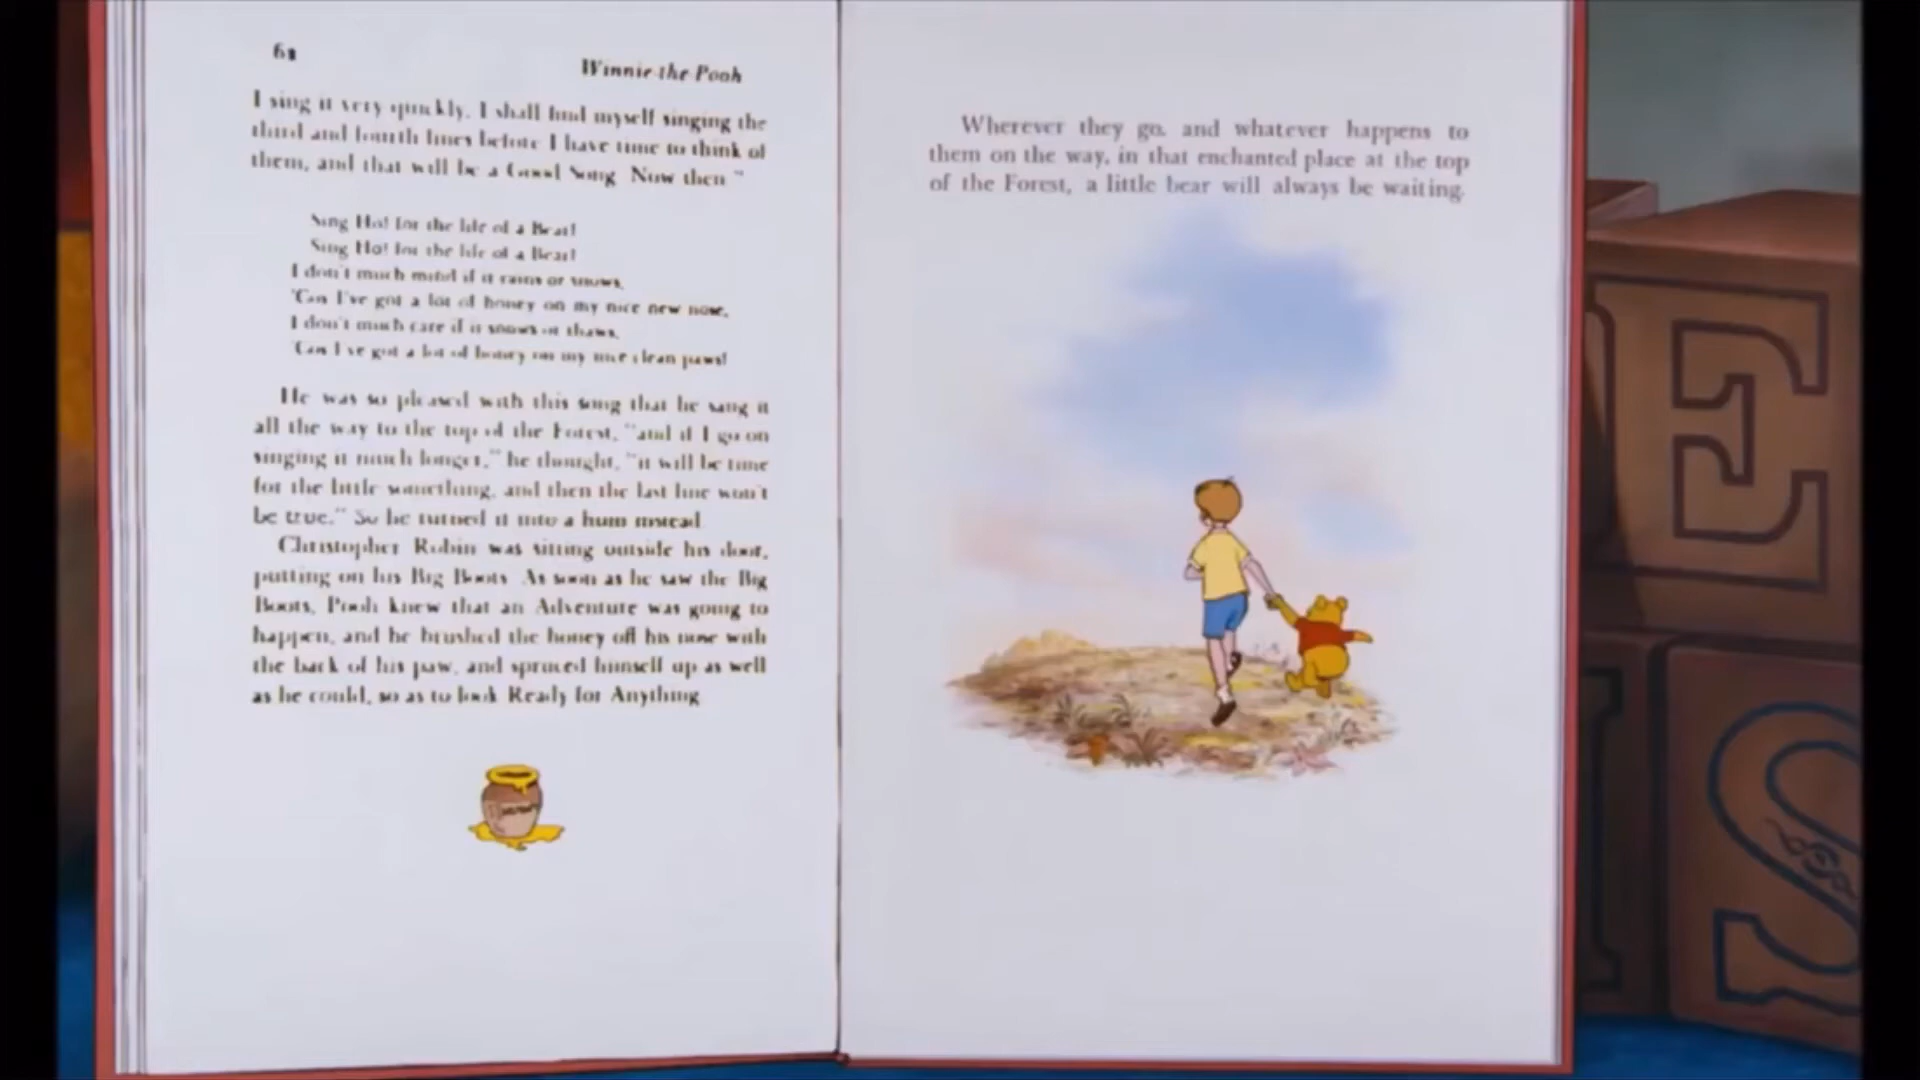 61
Winnie-the-Pooh
I sing it very quickly, I shall find myself singing the
third and fourth lines before I have time to think of
them, and that will be a Good Song. Now then."
Sing Ho! for the life of a Bear!
Sing Ho! for the life of a Bear!
I don't much mind if it rains or snows,
'Cos I've got a lot of honey on my nice new nose,
I don't much care if it snows or thaws,
'Cos I've got a lot of honey on my nice clean paws!
He was so pleased with this song that he sang it
all the way to the top of the Forest, "and if I go on
singing it much longer," he thought, "it will be time
for the little something, and then the last line won't
be true." So he turned it into a hum instead.
Christopher Robin was sitting outside his door,
putting on his Big Boots. As soon as he saw the Big
Boots, Pooh knew that an Adventure was going to
happen, and he brushed the honey off his nose with
the back of his paw, and spruced himself up as well
as he could, so as to look Ready for Anything.
Wherever they go, and whatever happens to
them on the way, in that enchanted place at the top
of the Forest, a little bear will always be waiting.
E
S